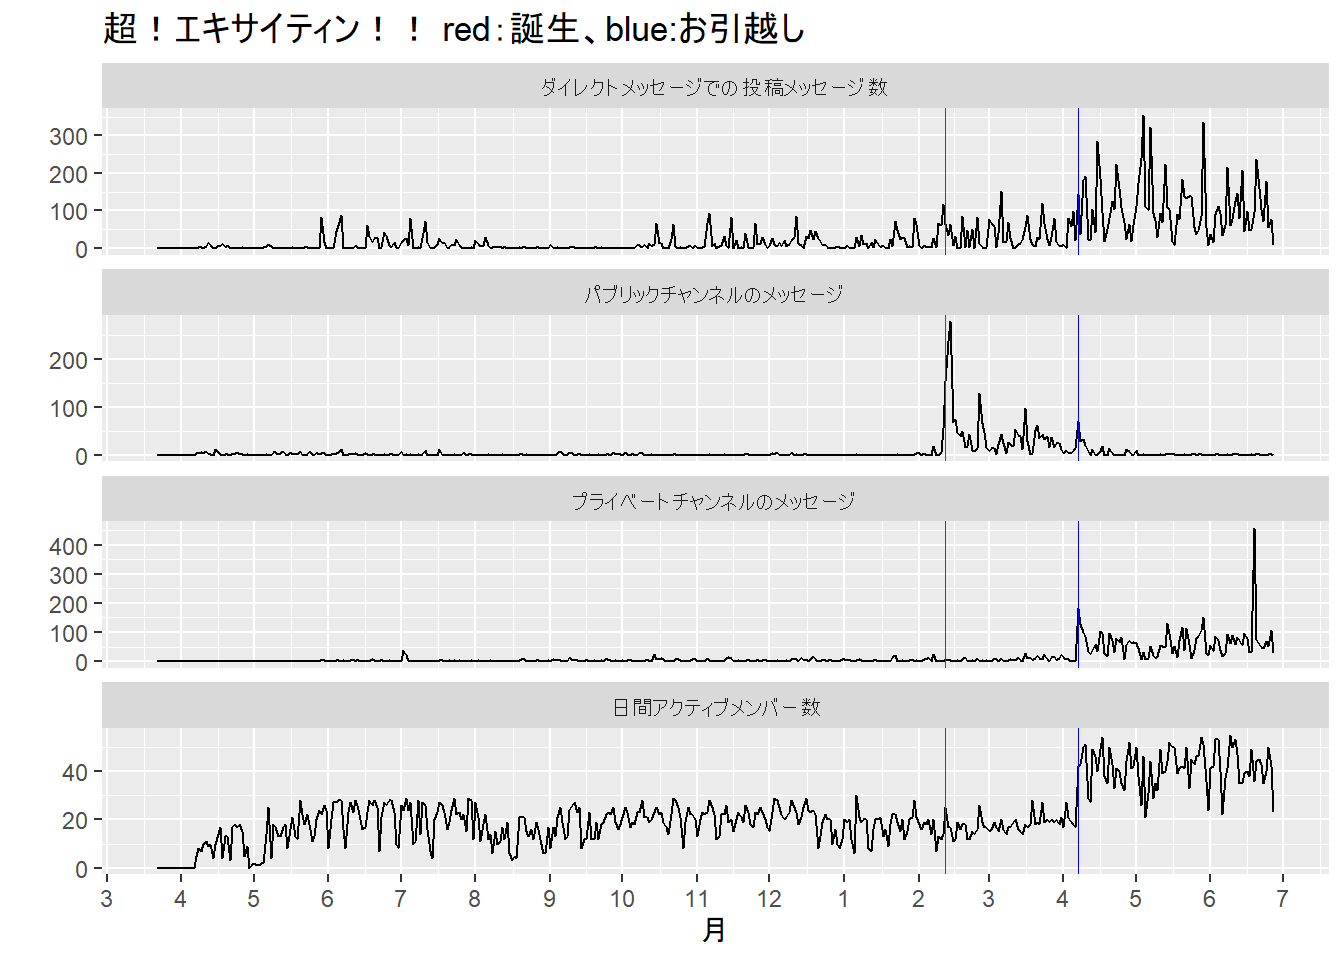 超！エキサイティン！！ red：誕生、blue:お引越し
ダイレクトメッセージでの投稿メッセージ数
300
200
100
0
パブリックチャンネルのメッセージ
200
100
0
プライベートチャンネルのメッセージ
400
300
200
100
0
日間アクティブメンバー数
40
20
0
3 4 5 6 7 8 9 10 11 12 1 2 3 4 5 6 7
月